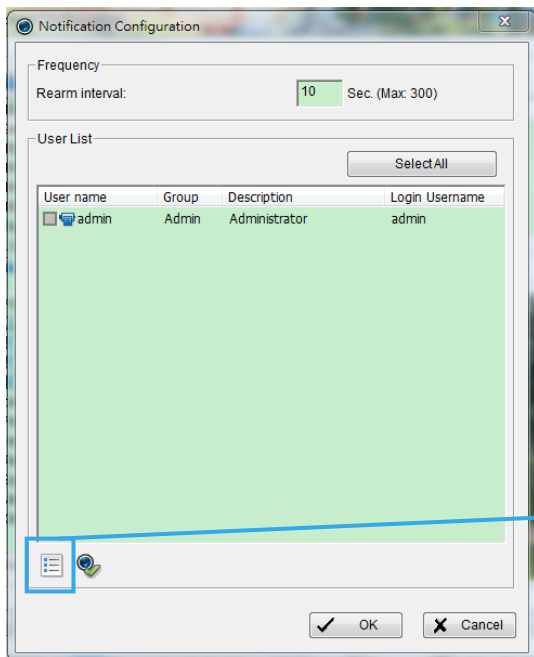 Notification Configuration
Frequency
Rearm interval: 10 Sec. (Max: 300)
User List
Select All
User name Group Description Login Username
admin Admin Administrator admin
OK Cancel